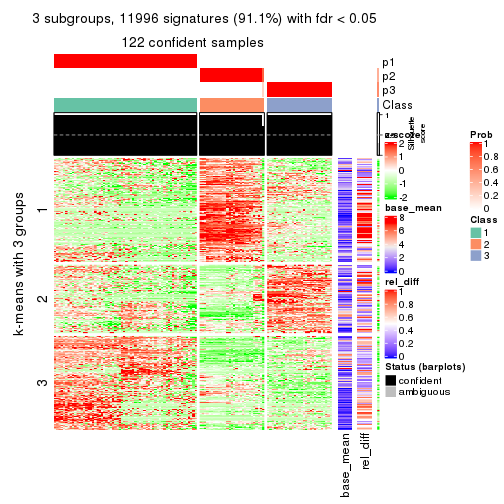 3 subgroups, 11996 signatures (91.1%) with fdr < 0.05
122 confident samples
p1
p2
p3
Class
1
Silhouette
score
k-means with 3 groups
1
2
3
base_mean
rel_diff
z-score
2
1
0
-1
-2
base_mean
8
6
4
2
0
rel_diff
1
0.8
0.6
0.4
0.2
0
Status (barplots)
confident
ambiguous
Prob
1
0.8
0.6
0.4
0.2
0
Class
1
2
3